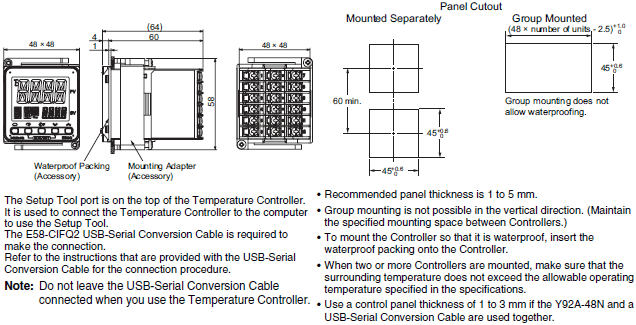 Panel Cutout
Mounted Separately
Group Mounted
(48 × number of units - 2.5)+1.0 0
(64)
4
60
1
48 × 48
48 × 48
58
PV
SV
60 min.
45+0.6 0
45+0.6 0
45+0.6 0
Group mounting does not
allow waterproofing.
Waterproof Packing
(Accessory)
Mounting Adapter
(Accessory)
The Setup Tool port is on the top of the Temperature Controller.
It is used to connect the Temperature Controller to the computer
to use the Setup Tool.
The E58-CIFQ2 USB-Serial Conversion Cable is required to
make the connection.
Refer to the instructions that are provided with the USB-Serial
Conversion Cable for the connection procedure.
Note: Do not leave the USB-Serial Conversion Cable
connected when you use the Temperature Controller.
• Recommended panel thickness is 1 to 5 mm.
• Group mounting is not possible in the vertical direction. (Maintain
the specified mounting space between Controllers.)
• To mount the Controller so that it is waterproof, insert the
waterproof packing onto the Controller.
• When two or more Controllers are mounted, make sure that the
surrounding temperature does not exceed the allowable operating
temperature specified in the specifications.
• Use a control panel thickness of 1 to 3 mm if the Y92A-48N and a
USB-Serial Conversion Cable are used together.